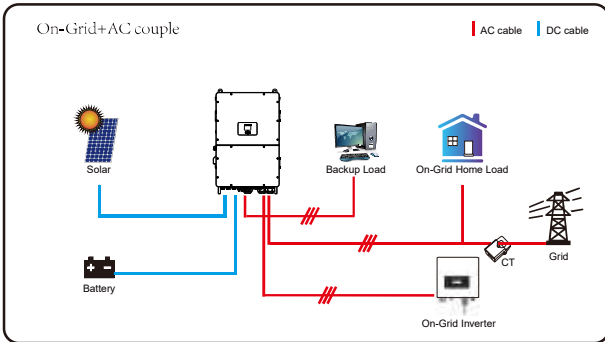 On-Grid+AC couple
AC cable
DC cable
Solar
Backup Load
On-Grid Home Load
CT
Grid
Battery
On-Grid Inverter